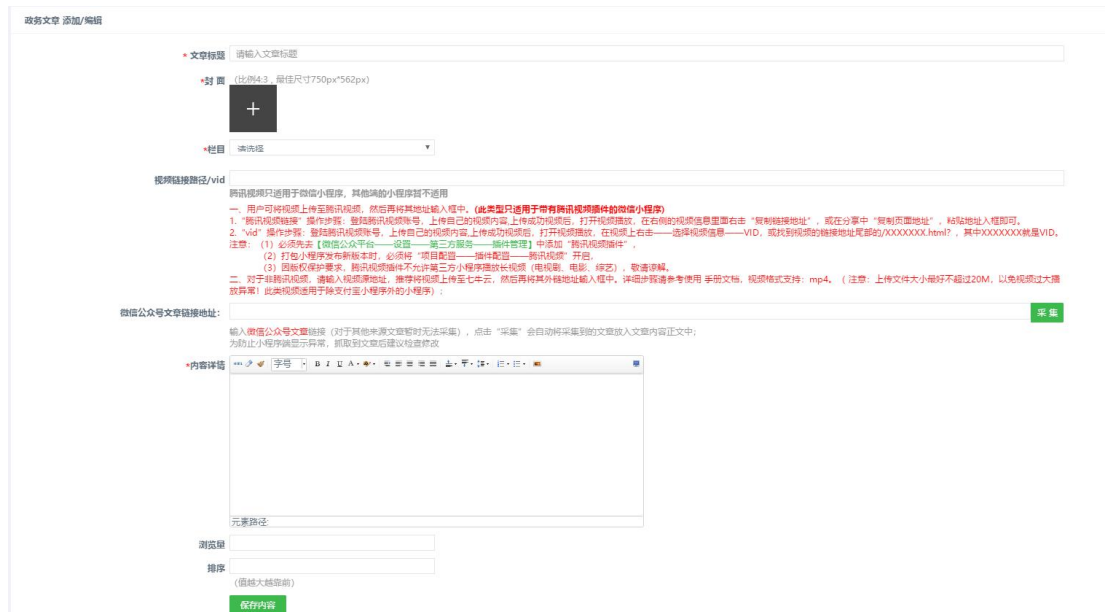 政务文章 添加/编辑
* 文章标题 请输入文章标题
*封 面 （比例4:3，最佳尺寸750px*562px）
*栏目 请选择
视频链接路径/vid
腾讯视频只适用于微信小程序，其他端的小程序暂不适用
一、用户可将视频上传至腾讯视频，然后再将其地址输入框中。(此类型只适用于带有腾讯视频插件的微信小程序)
1.“腾讯视频链接”操作步骤：登陆腾讯视频账号，上传自己的视频内容,上传成功视频后，打开视频播放，在右侧的视频信息里面右击“复制链接地址”，或在分享中“复制页面地址”，粘贴地址入框即可。
2.“vid”操作步骤：登陆腾讯视频账号，上传自己的视频内容,上传成功视频后，打开视频播放，在视频上右击——选择视频信息——VID，或找到视频的链接地址尾部的/XXXXXXX.html?，其中XXXXXXX就是VID。
注意：（1）必须先去【微信公众平台——设置——第三方服务——插件管理】中添加“腾讯视频插件”，
（2）打包小程序发布新版本时，必须将“项目配置——插件配置——腾讯视频”开启，
（3）因版权保护要求，腾讯视频插件不允许第三方小程序播放长视频（电视剧、电影、综艺），敬请谅解。
二、对于非腾讯视频，请输入视频源地址，推荐将视频上传至七牛云，然后再将其外链地址输入框中。详细步骤请参考使用 手册文档，视频格式支持：mp4。（ 注意：上传文件大小最好不超过20M，以免视频过大播
放异常！此类视频适用于除支付宝小程序外的小程序）；
微信公众号文章链接地址： 采 集
输入微信公众号文章链接（对于其他来源文章暂时无法采集），点击“采集”会自动将采集到的文章放入文章内容正文中；
为防止小程序端显示异常，抓取到文章后建议检查修改
*内容详情 字号 B I U A
元素路径:
浏览量
排序
（值越大越靠前）
保存内容